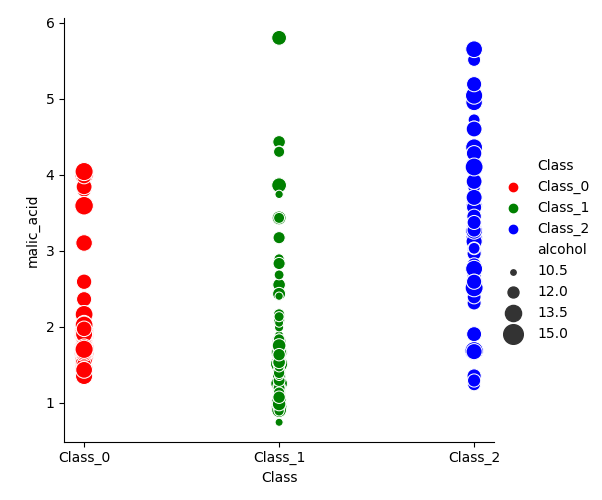 6
5
4
3
2
1
malic_acid
Class_0
Class_1
Class_2
Class
Class
Class_0
Class_1
Class_2
alcohol
10.5
12.0
13.5
15.0